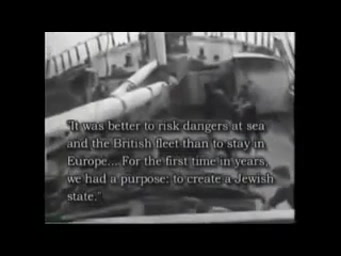 "It was better to risk dangers at sea
and the British fleet than to stay in
Europe.... For the first time in years,
we had a purpose: to create a Jewish
state."